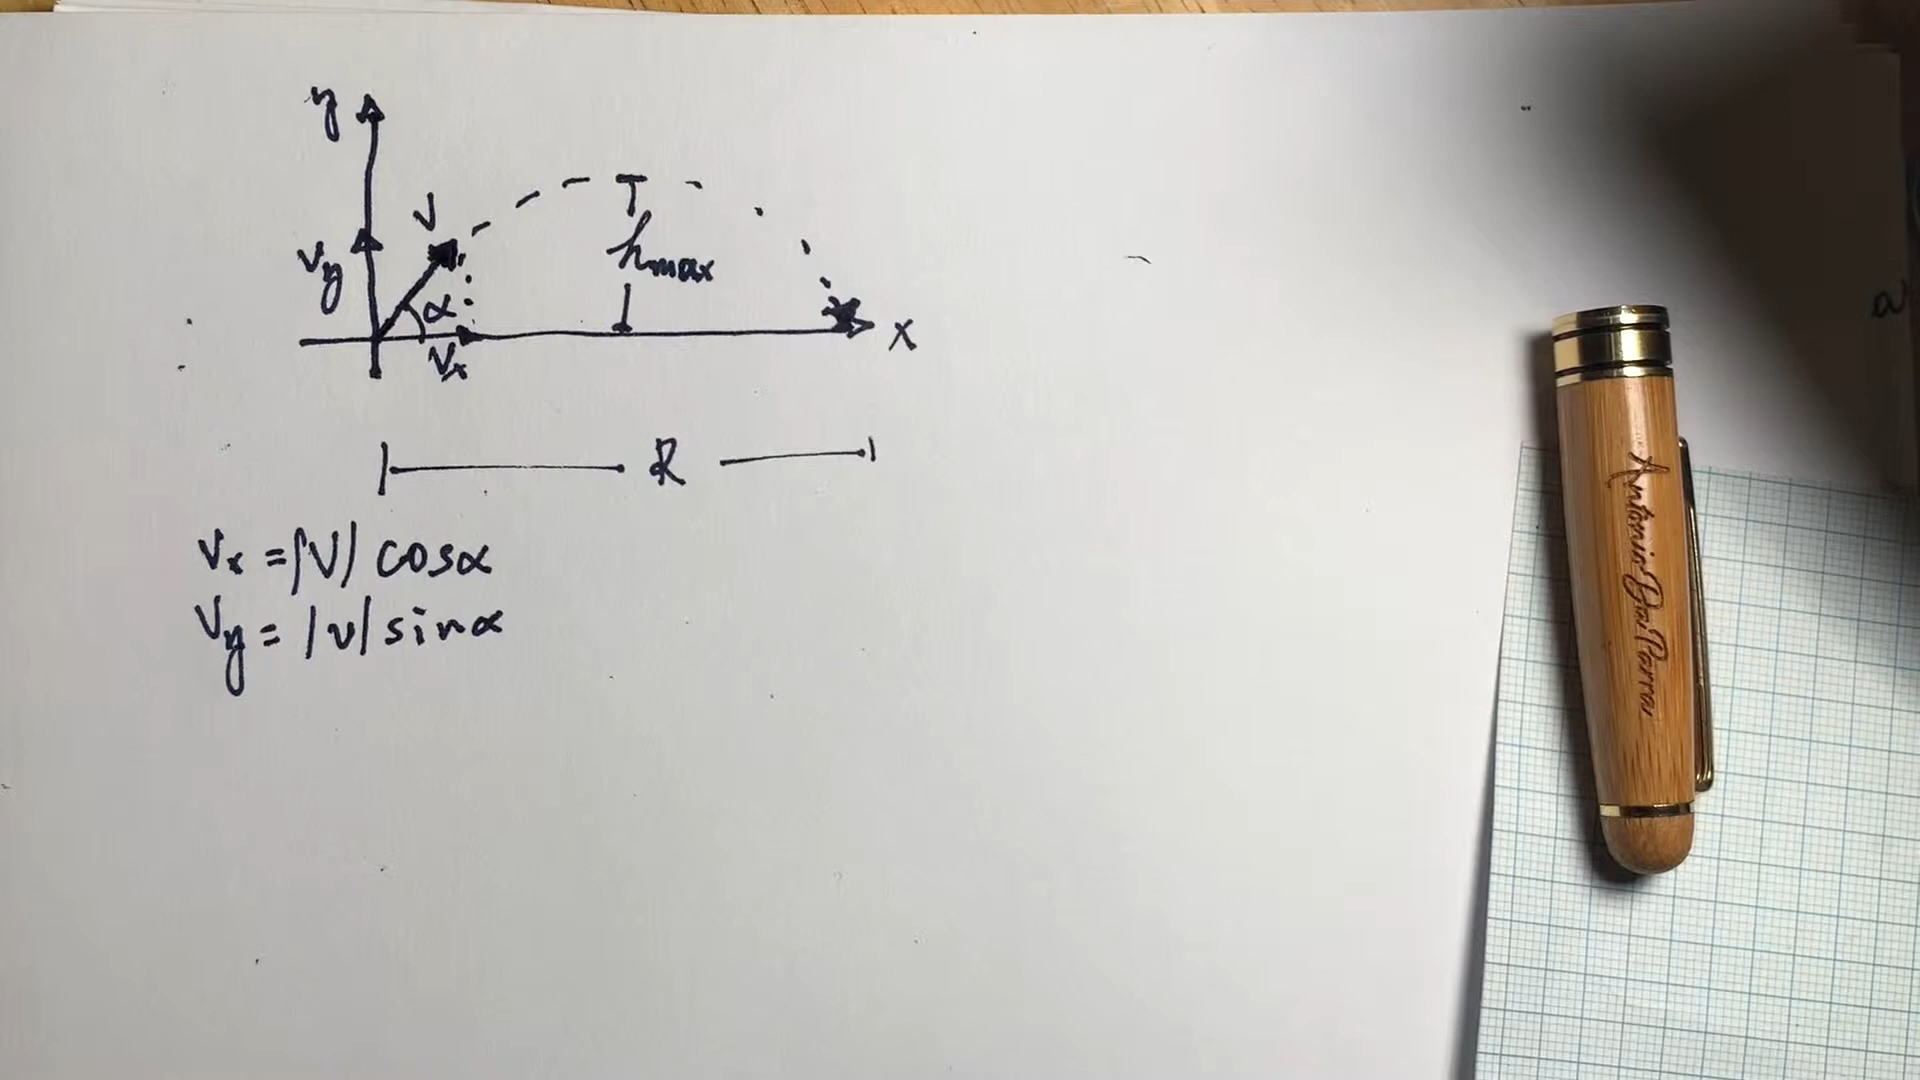 y
V
Vy
hmax
α
x
Vx
R
Vx = |V| cosα
Vy = |v| sinα